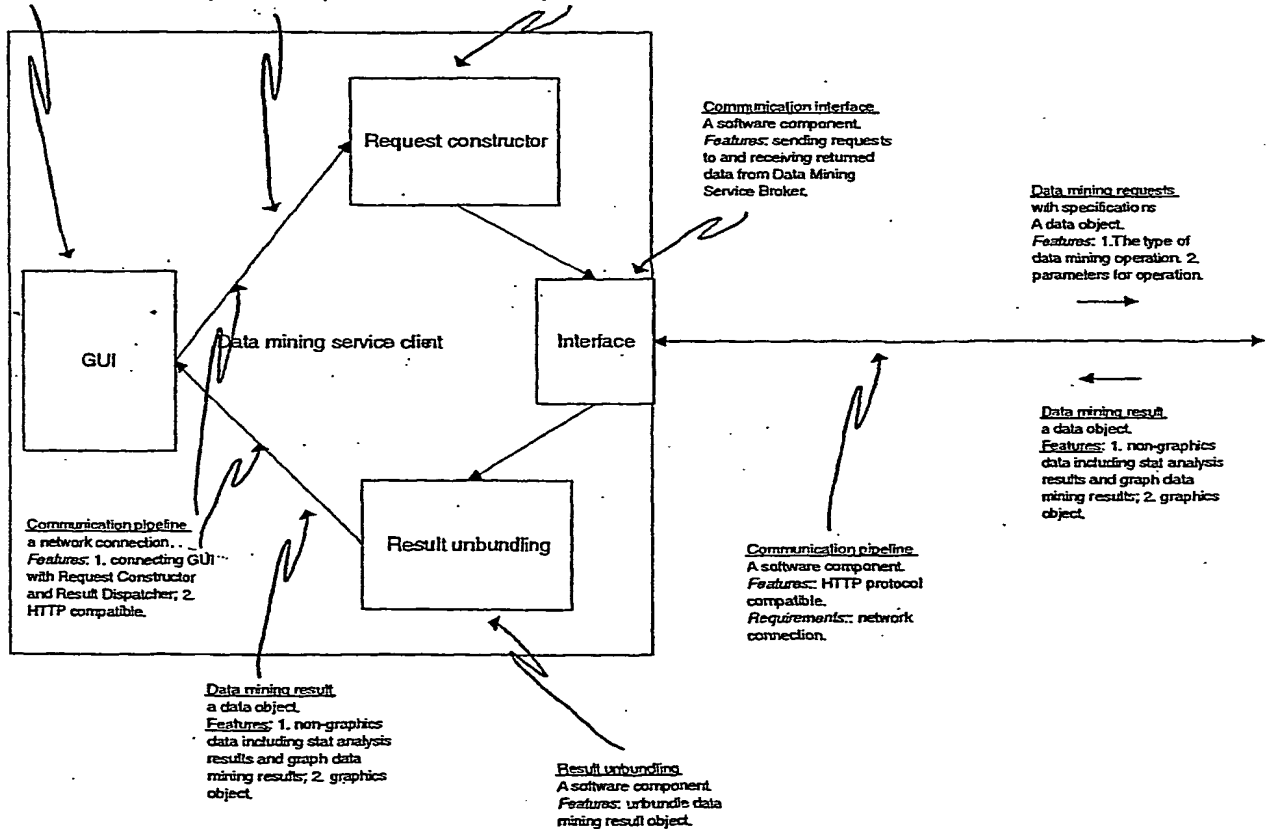 Request constructor
Communication interface
A software component.
Features: sending requests
to and receiving returned
data from Data Mining
Service Broker.
Data mining requests
with specifications
A data object.
Features: 1.The type of
data mining operation. 2.
parameters for operation.
GUI
Data mining service client
Interface
Data mining result
a data object.
Features: 1. non-graphics
data including stat analysis
results and graph data
mining results; 2. graphics
object.
Communication pipeline
a network connection.
Features: 1. connecting GUI
with Request Constructor
and Result Dispatcher; 2.
HTTP compatible.
Result unbundling
Communication pipeline
A software component.
Features:: HTTP protocol
compatible.
Requirements:: network
connection.
Data mining result
a data object.
Features: 1. non-graphics
data including stat analysis
results and graph data
mining results; 2. graphics
object.
Result unbundling
A software component
Features: unbundle data
mining result object.